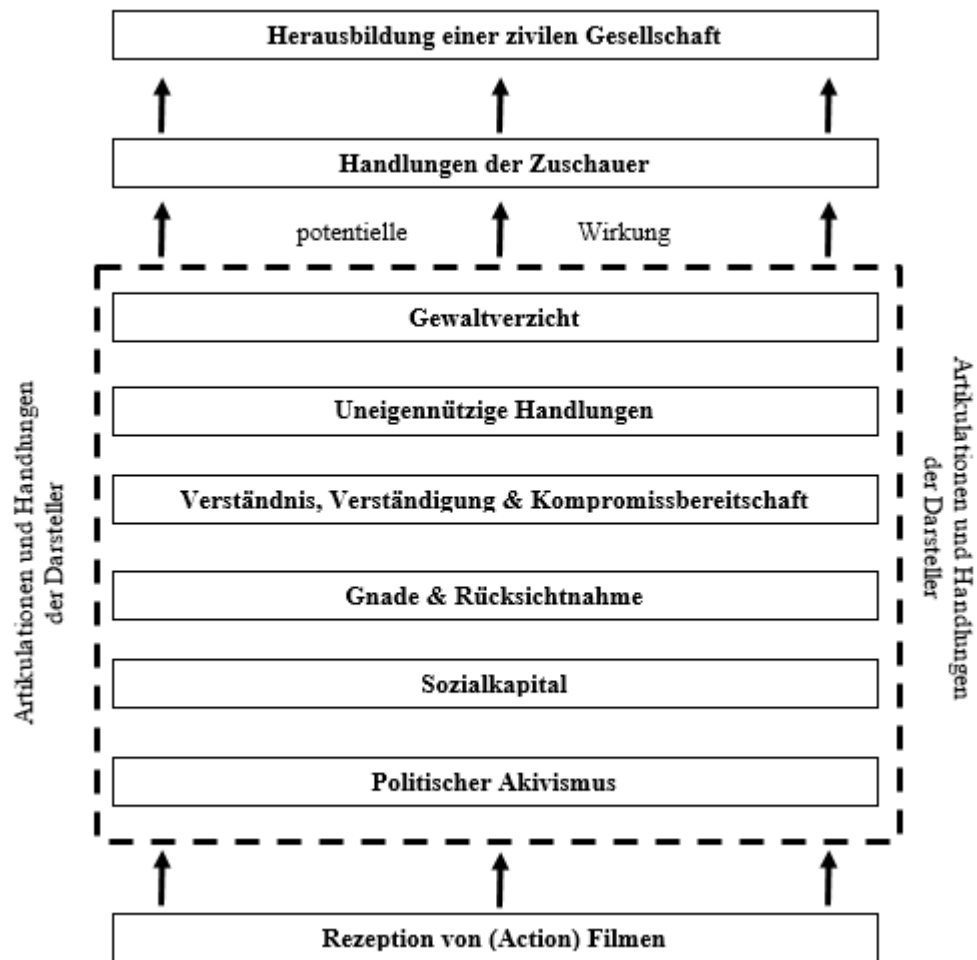 Herausbildung einer zivilen Gesellschaft
Handlungen der Zuschauer
potentielle Wirkung
Gewaltverzicht
Uneigennützige Handlungen
Verständnis, Verständigung & Kompromissbereitschaft
Gnade & Rücksichtnahme
Sozialkapital
Politischer Akivismus
Artikulationen und Handlungen
der Darsteller
Artikulationen und Handlungen
der Darsteller
Rezeption von (Action) Filmen